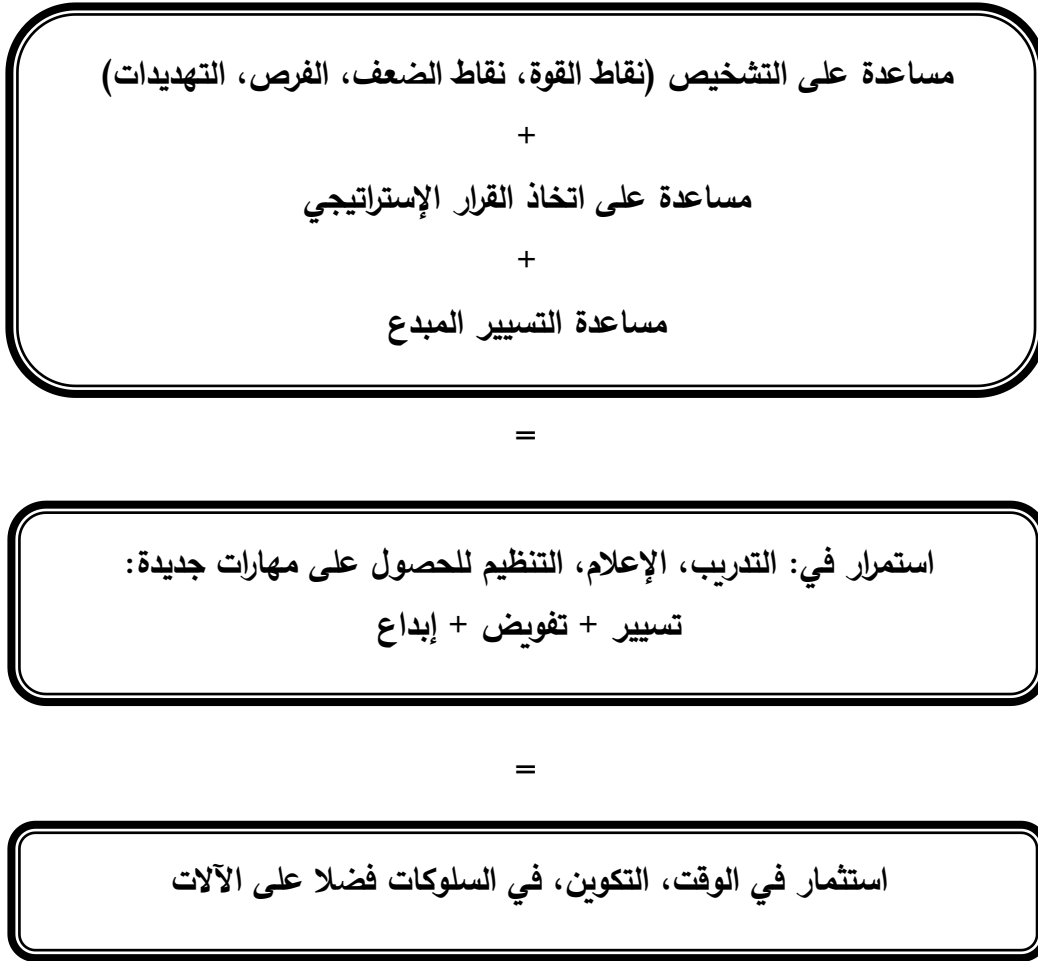 مساعدة على التشخيص (نقاط القوة، نقاط الضعف، الفرص، التهديدات)
+
مساعدة على اتخاذ القرار الإستراتيجي
+
مساعدة التسيير المبدع
=
استمرار في: التدريب، الإعلام، التنظيم للحصول على مهارات جديدة:
تسيير + تفويض + إبداع
=
استثمار في الوقت، التكوين، في السلوكات فضلا على الآلات